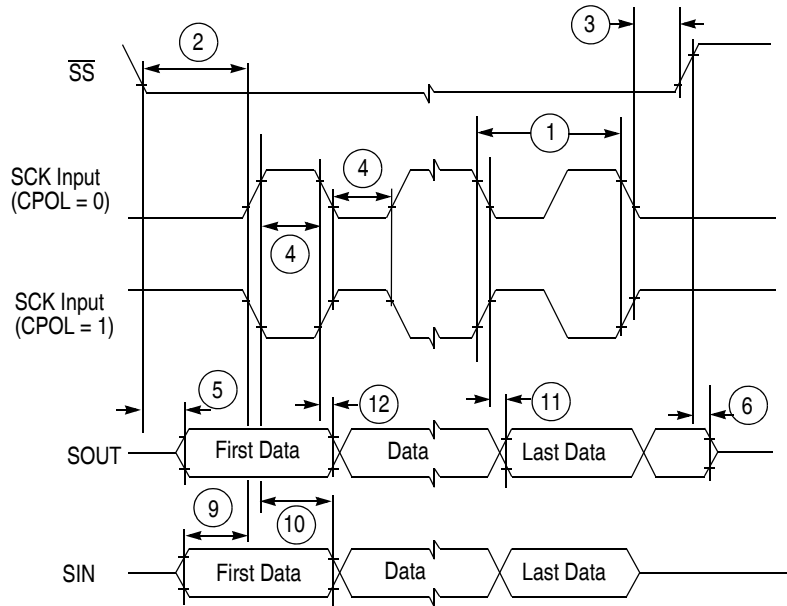 2
3
SS
1
SCK Input
(CPOL = 0)
4
4
SCK Input
(CPOL = 1)
5
12
11
6
SOUT
First Data
Data
Last Data
9
10
SIN
First Data
Data
Last Data